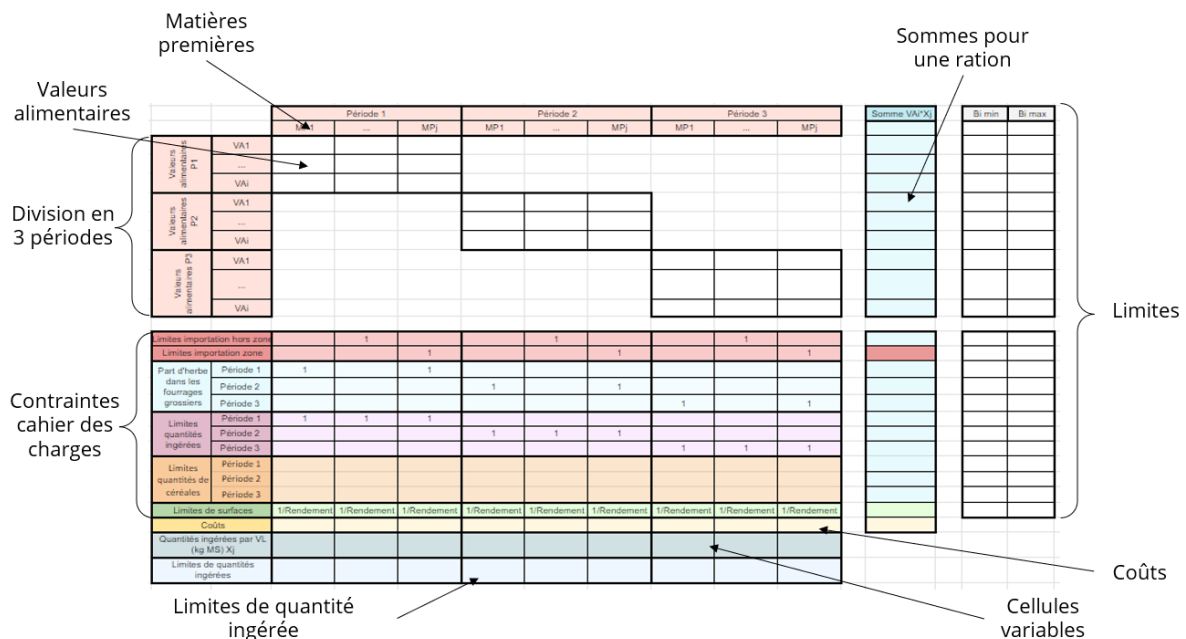 Matières
premières
Sommes pour
une ration
Valeurs
alimentaires
Période 1 Période 2 Période 3 Somme VAi*Xj Bi min Bi max
MP1 ... MPj MP1 ... MPj MP1 ... MPj
Valeurs
alimentaires
P1
VA1
...
VAi
Division en
3 périodes
Valeurs
alimentaires
P2
VA1
...
VAi
Valeurs
alimentaires P3
VA1
...
VAi
Limites
Limites importation hors zone 1 1 1
Limites importation zone 1 1 1
Contraintes
cahier des
charges
Part d'herbe
dans les
fourrages
grossiers
Période 1 1 1
Période 2 1 1
Période 3 1 1
Limites
quantités
ingérées
Période 1 1 1 1
Période 2 1 1 1
Période 3 1 1 1
Limites
quantités de
céréales
Période 1
Période 2
Période 3
Limites de surfaces 1/Rendement 1/Rendement 1/Rendement 1/Rendement 1/Rendement 1/Rendement 1/Rendement 1/Rendement 1/Rendement
Coûts
Quantités ingérées par VL
(kg MS) Xj
Limites de quantités
ingérées
Coûts
Limites de quantité
ingérée
Cellules
variables